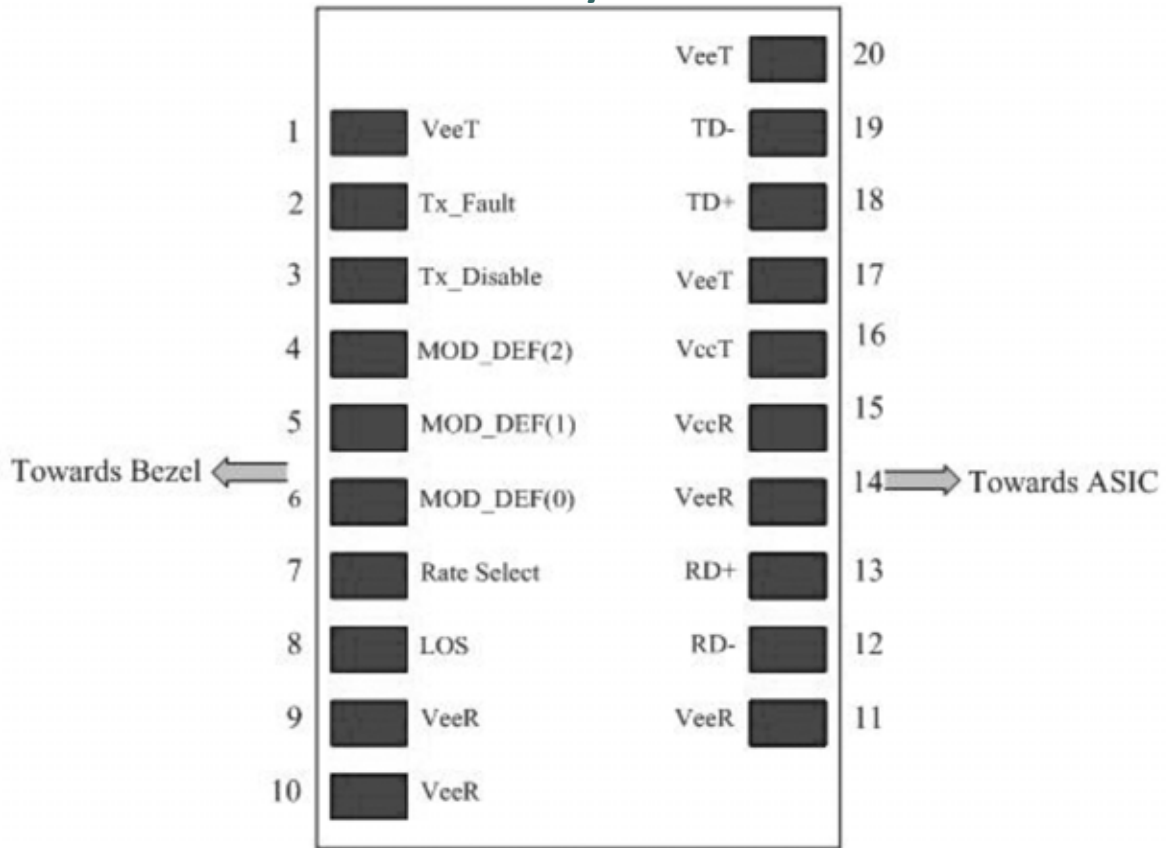 VeeT 20
1 VeeT TD- 19
2 Tx_Fault TD+ 18
3 Tx_Disable VeeT 17
4 MOD_DEF(2) VccT 16
5 MOD_DEF(1) VccR 15
Towards Bezel
6 MOD_DEF(0) VeeR 14 Towards ASIC
7 Rate Select RD+ 13
8 LOS RD- 12
9 VeeR VeeR 11
10 VeeR